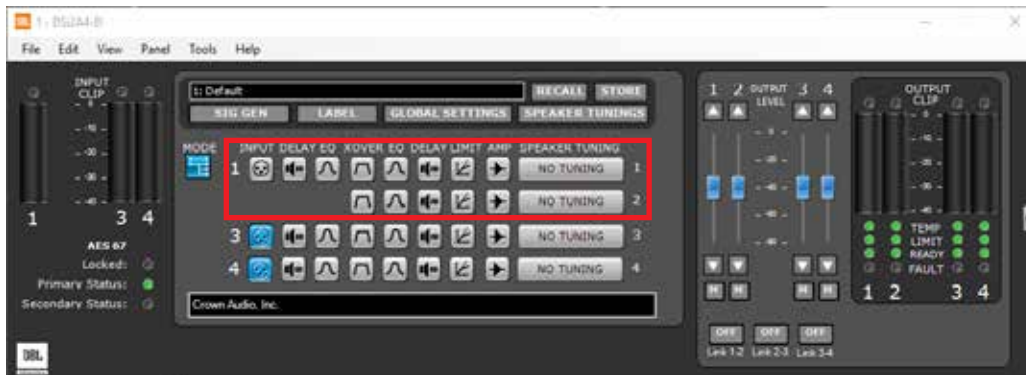 1 - BSI2A4-B
File Edit View Panel Tools Help
INPUT
CLIP
1 3 4
AES 67
Locked:
Primary Status:
Secondary Status:
1: Default RECALL STORE
SIG GEN LABEL GLOBAL SETTINGS SPEAKER TUNINGS
MODE INPUT DELAY EQ XOVER EQ DELAY LIMIT AMP SPEAKER TUNING
1 NO TUNING 1
NO TUNING 2
3 NO TUNING 3
4 NO TUNING 4
Crown Audio, Inc.
1 2 OUTPUT 3 4
LEVEL
M M M M
OFF OFF OFF
Link 1-2 Link 2-3 Link 3-4
OUTPUT
CLIP
TEMP
LIMIT
READY
FAULT
1 2 3 4